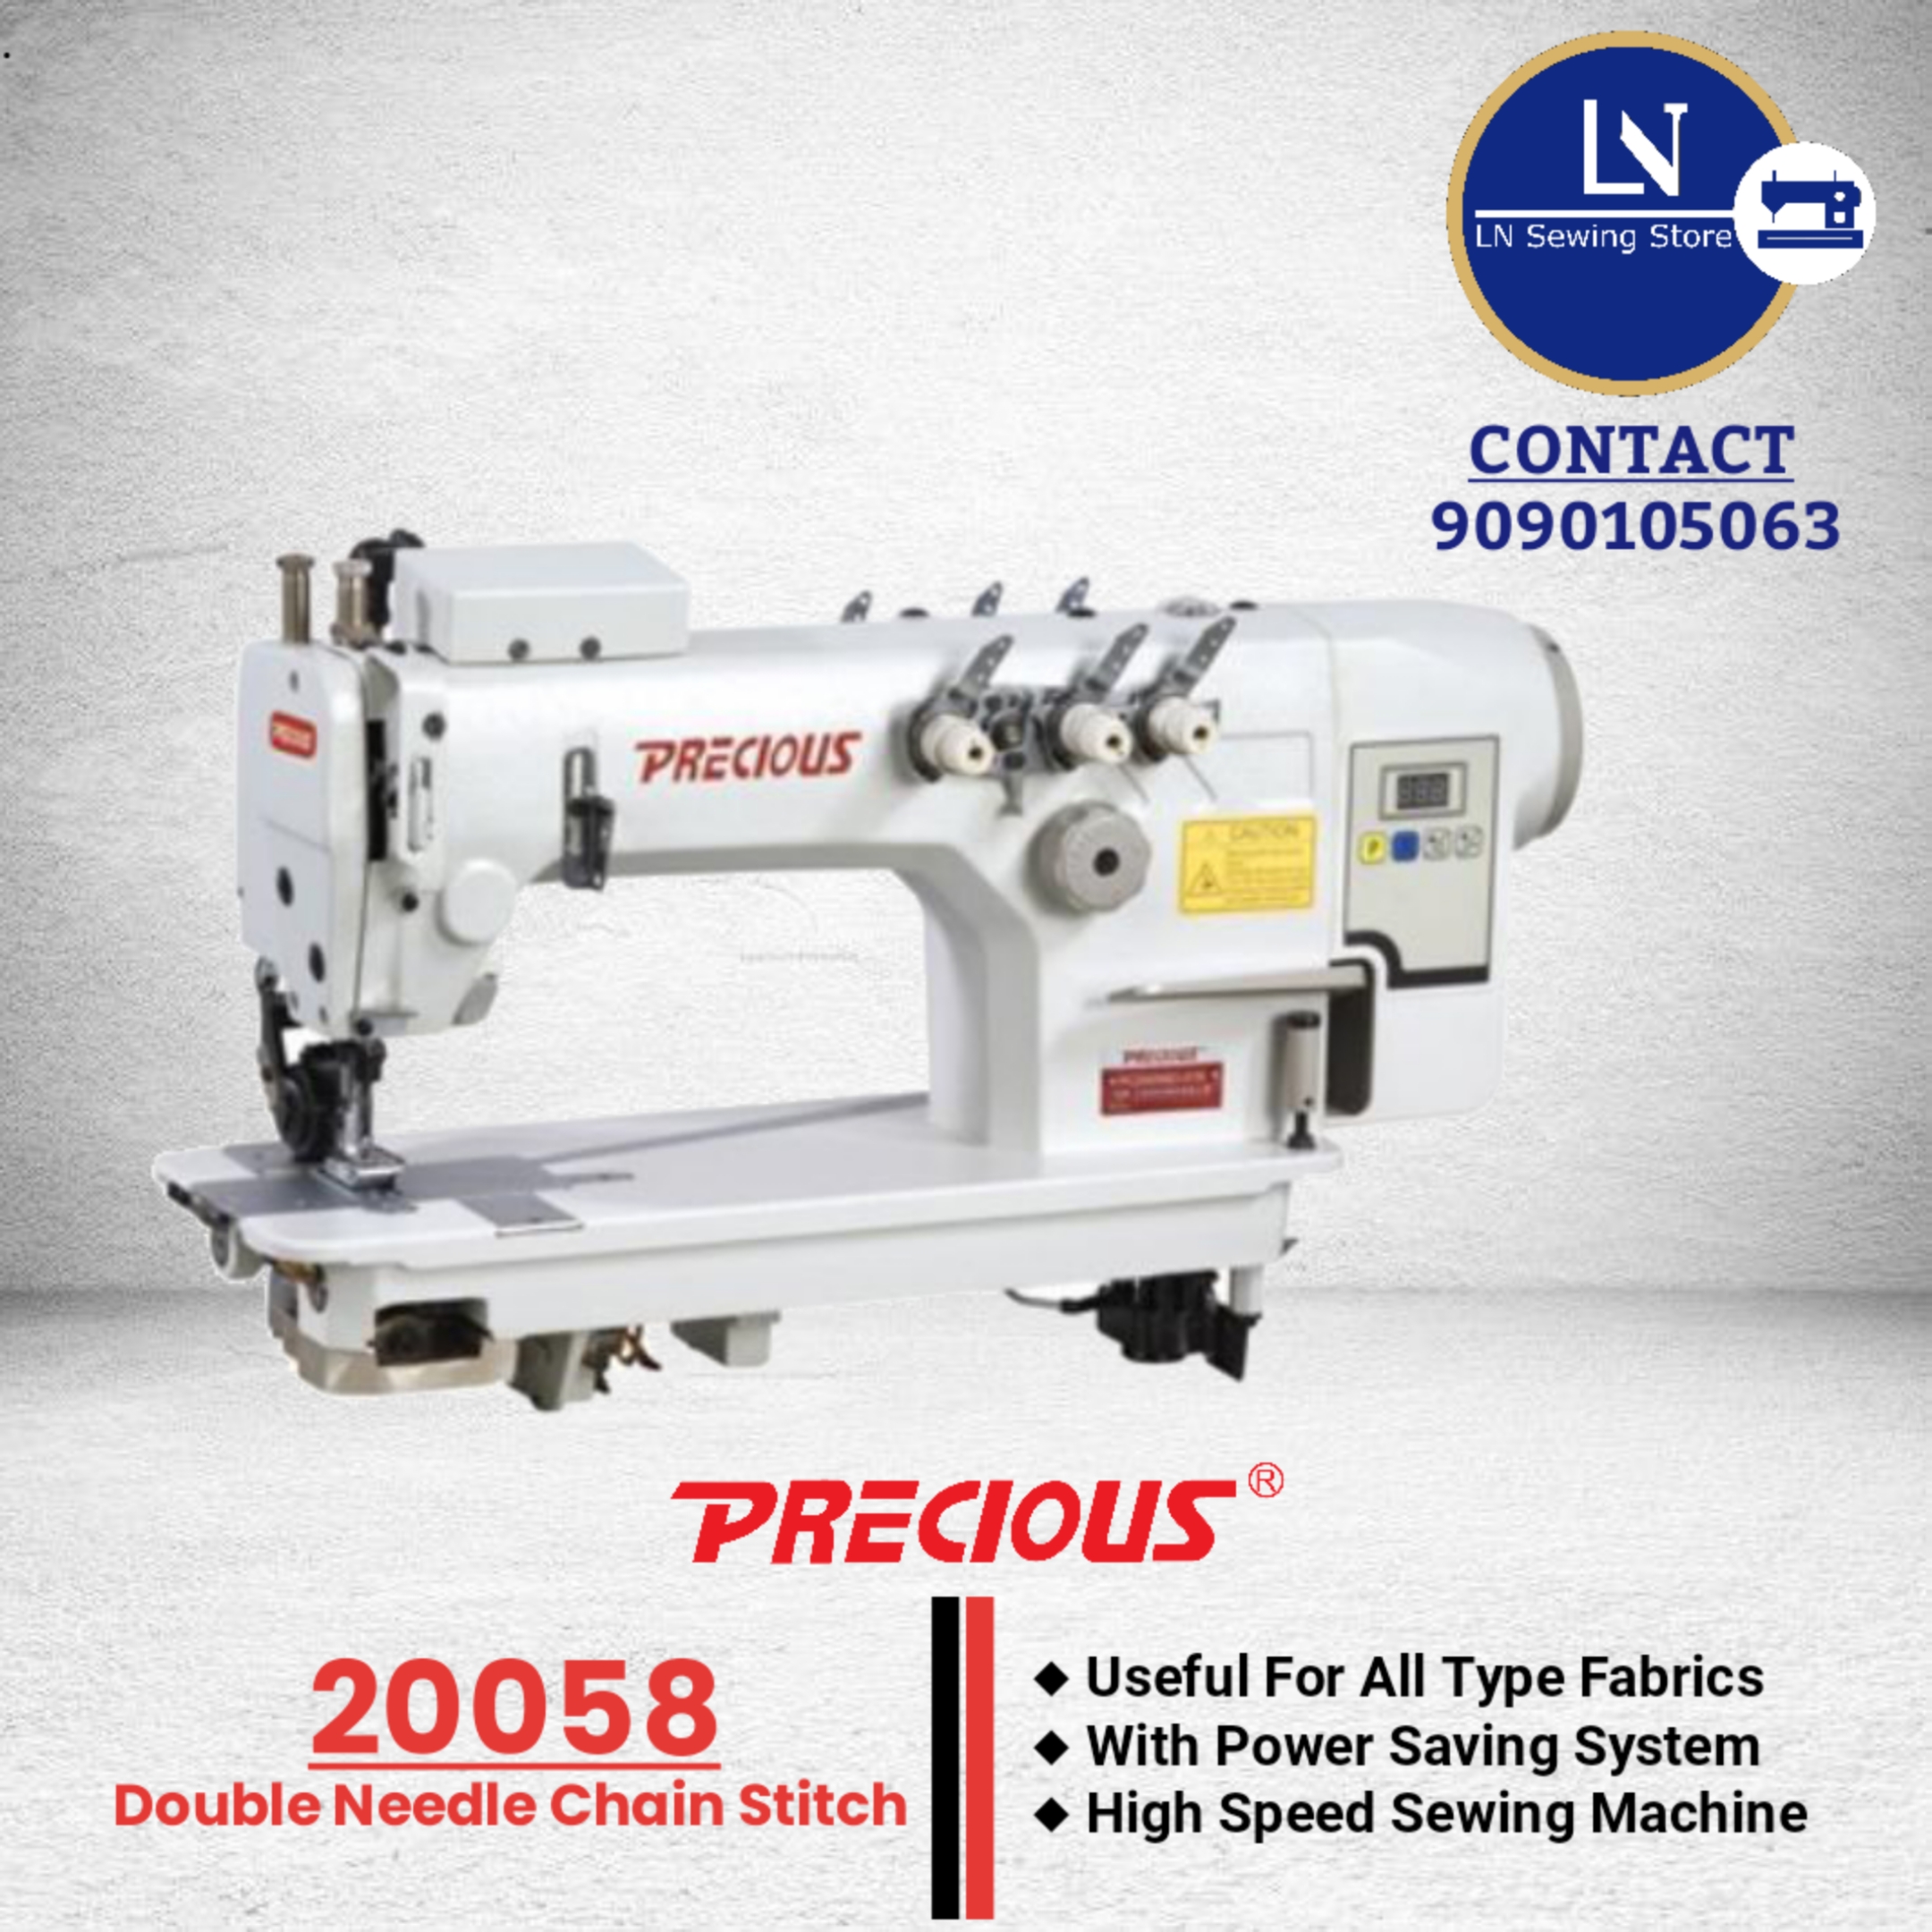 LN
LN Sewing Store
CONTACT
9090105063
PRECIOUS
CAUTION
P
PRECIOUS
PRECIOUS®
20058
Double Needle Chain Stitch
◆ Useful For All Type Fabrics
◆ With Power Saving System
◆ High Speed Sewing Machine